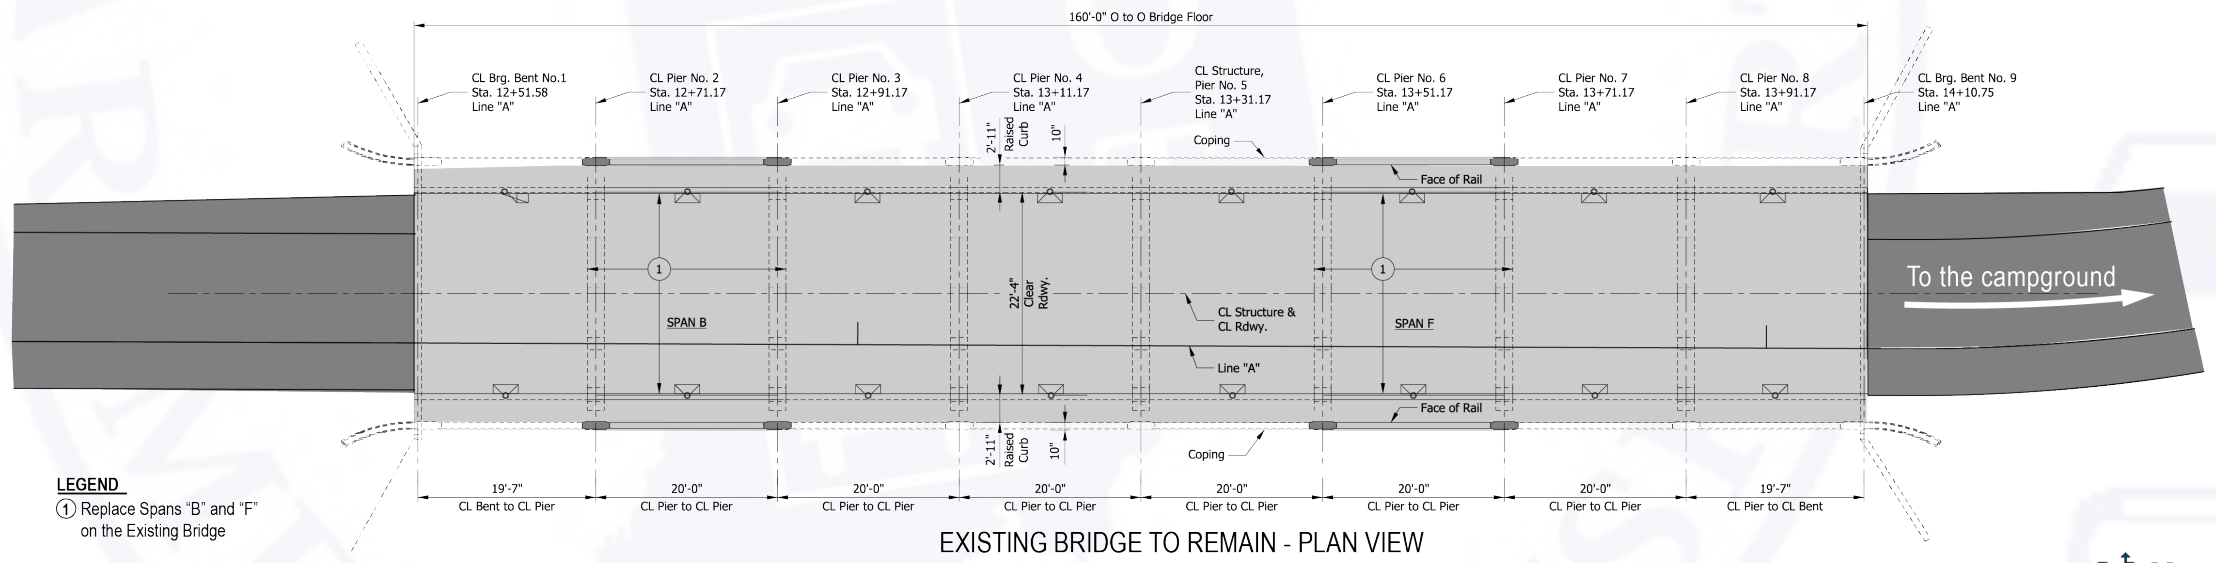 160'-0" O to O Bridge Floor
CL Brg. Bent No.1
Sta. 12+51.58
Line "A"
CL Pier No. 2
Sta. 12+71.17
Line "A"
CL Pier No. 3
Sta. 12+91.17
Line "A"
CL Pier No. 4
Sta. 13+11.17
Line "A"
CL Structure,
Pier No. 5
Sta. 13+31.17
Line "A"
CL Pier No. 6
Sta. 13+51.17
Line "A"
CL Pier No. 7
Sta. 13+71.17
Line "A"
CL Pier No. 8
Sta. 13+91.17
Line "A"
CL Brg. Bent No. 9
Sta. 14+10.75
Line "A"
2'-11"
Raised
Curb
10"
Coping
Face of Rail
1
1
22'-4"
Clear
Rdwy.
To the campground
CL Structure &
CL Rdwy.
SPAN B
SPAN F
Line "A"
Face of Rail
2'-11"
Raised
Curb
10"
Coping
19'-7"
CL Bent to CL Pier
20'-0"
CL Pier to CL Pier
20'-0"
CL Pier to CL Pier
20'-0"
CL Pier to CL Pier
20'-0"
CL Pier to CL Pier
20'-0"
CL Pier to CL Pier
20'-0"
CL Pier to CL Pier
19'-7"
CL Pier to CL Bent
LEGEND
1 Replace Spans “B” and “F”
on the Existing Bridge
EXISTING BRIDGE TO REMAIN - PLAN VIEW